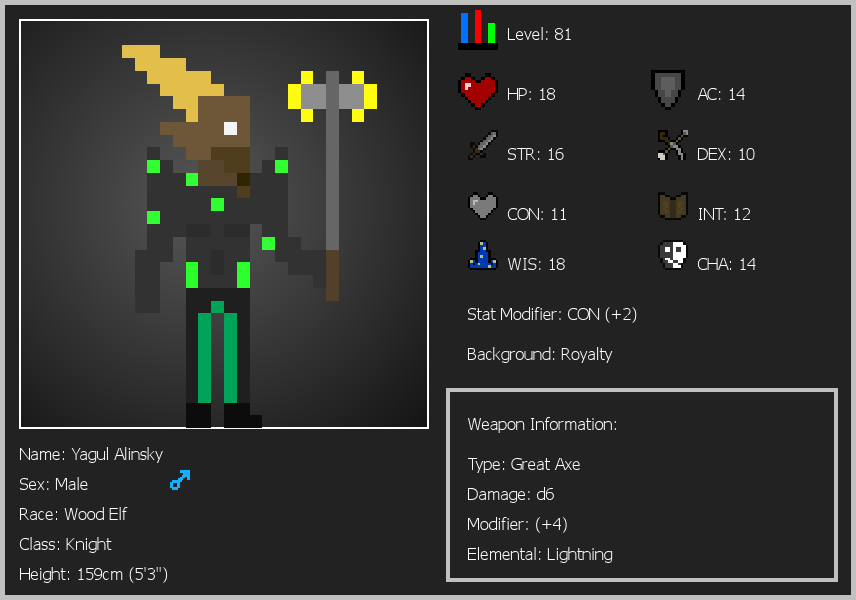 Level: 81
HP: 18
AC: 14
STR: 16
DEX: 10
CON: 11
INT: 12
WIS: 18
CHA: 14
Stat Modifier: CON (+2)
Background: Royalty
Weapon Information:
Type: Great Axe
Damage: d6
Modifier: (+4)
Elemental: Lightning
Name: Yagul Alinsky
Sex: Male
Race: Wood Elf
Class: Knight
Height: 159cm (5'3")